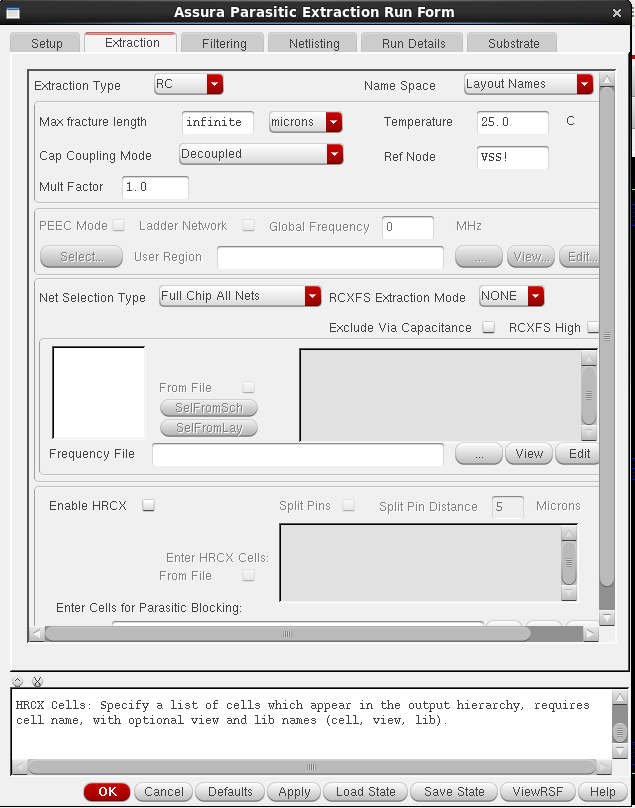 Assura Parasitic Extraction Run Form
Setup Extraction Filtering Netlisting Run Details Substrate
Extraction Type RC Name Space Layout Names
Max fracture length infinite microns Temperature 25.0 C
Cap Coupling Mode Decoupled Ref Node VSS!
Mult Factor 1.0
PEEC Mode Ladder Network Global Frequency 0 MHz
Select... User Region ... View... Edit...
Net Selection Type Full Chip All Nets RCXFS Extraction Mode NONE
Exclude Via Capacitance RCXFS High
From File
SelFromSch
SelFromLay
Frequency File ... View Edit
Enable HRCX Split Pins Split Pin Distance 5 Microns
Enter HRCX Cells:
From File
Enter Cells for Parasitic Blocking:
HRCX Cells: Specify a list of cells which appear in the output hierarchy, requires
cell name, with optional view and lib names (cell, view, lib).
OK Cancel Defaults Apply Load State Save State ViewRSF Help